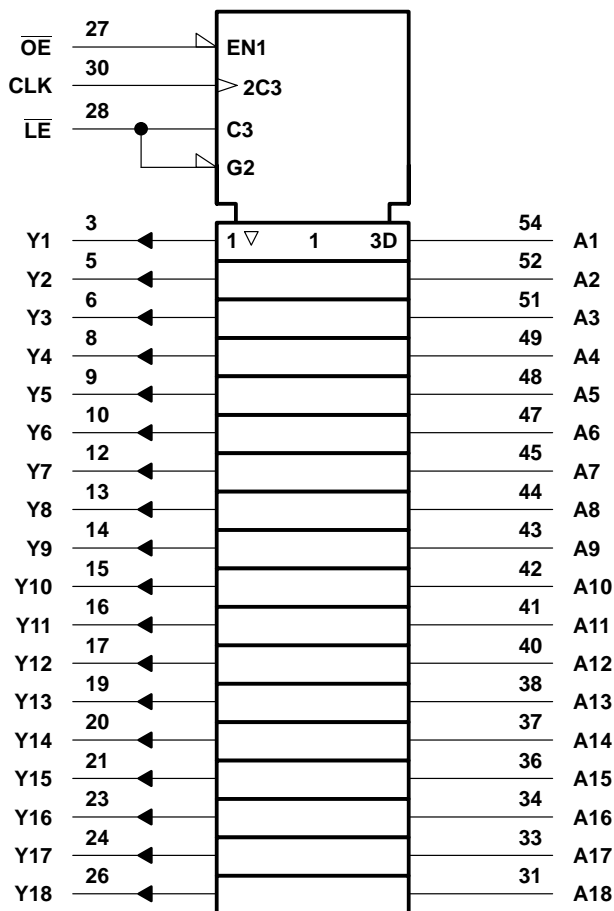 27
OE
EN1
30
CLK
2C3
28
LE
C3
G2
3 54
Y1 1 ▽ 1 3D A1
5 52
Y2 A2
6 51
Y3 A3
8 49
Y4 A4
9 48
Y5 A5
10 47
Y6 A6
12 45
Y7 A7
13 44
Y8 A8
14 43
Y9 A9
15 42
Y10 A10
16 41
Y11 A11
17 40
Y12 A12
19 38
Y13 A13
20 37
Y14 A14
21 36
Y15 A15
23 34
Y16 A16
24 33
Y17 A17
26 31
Y18 A18